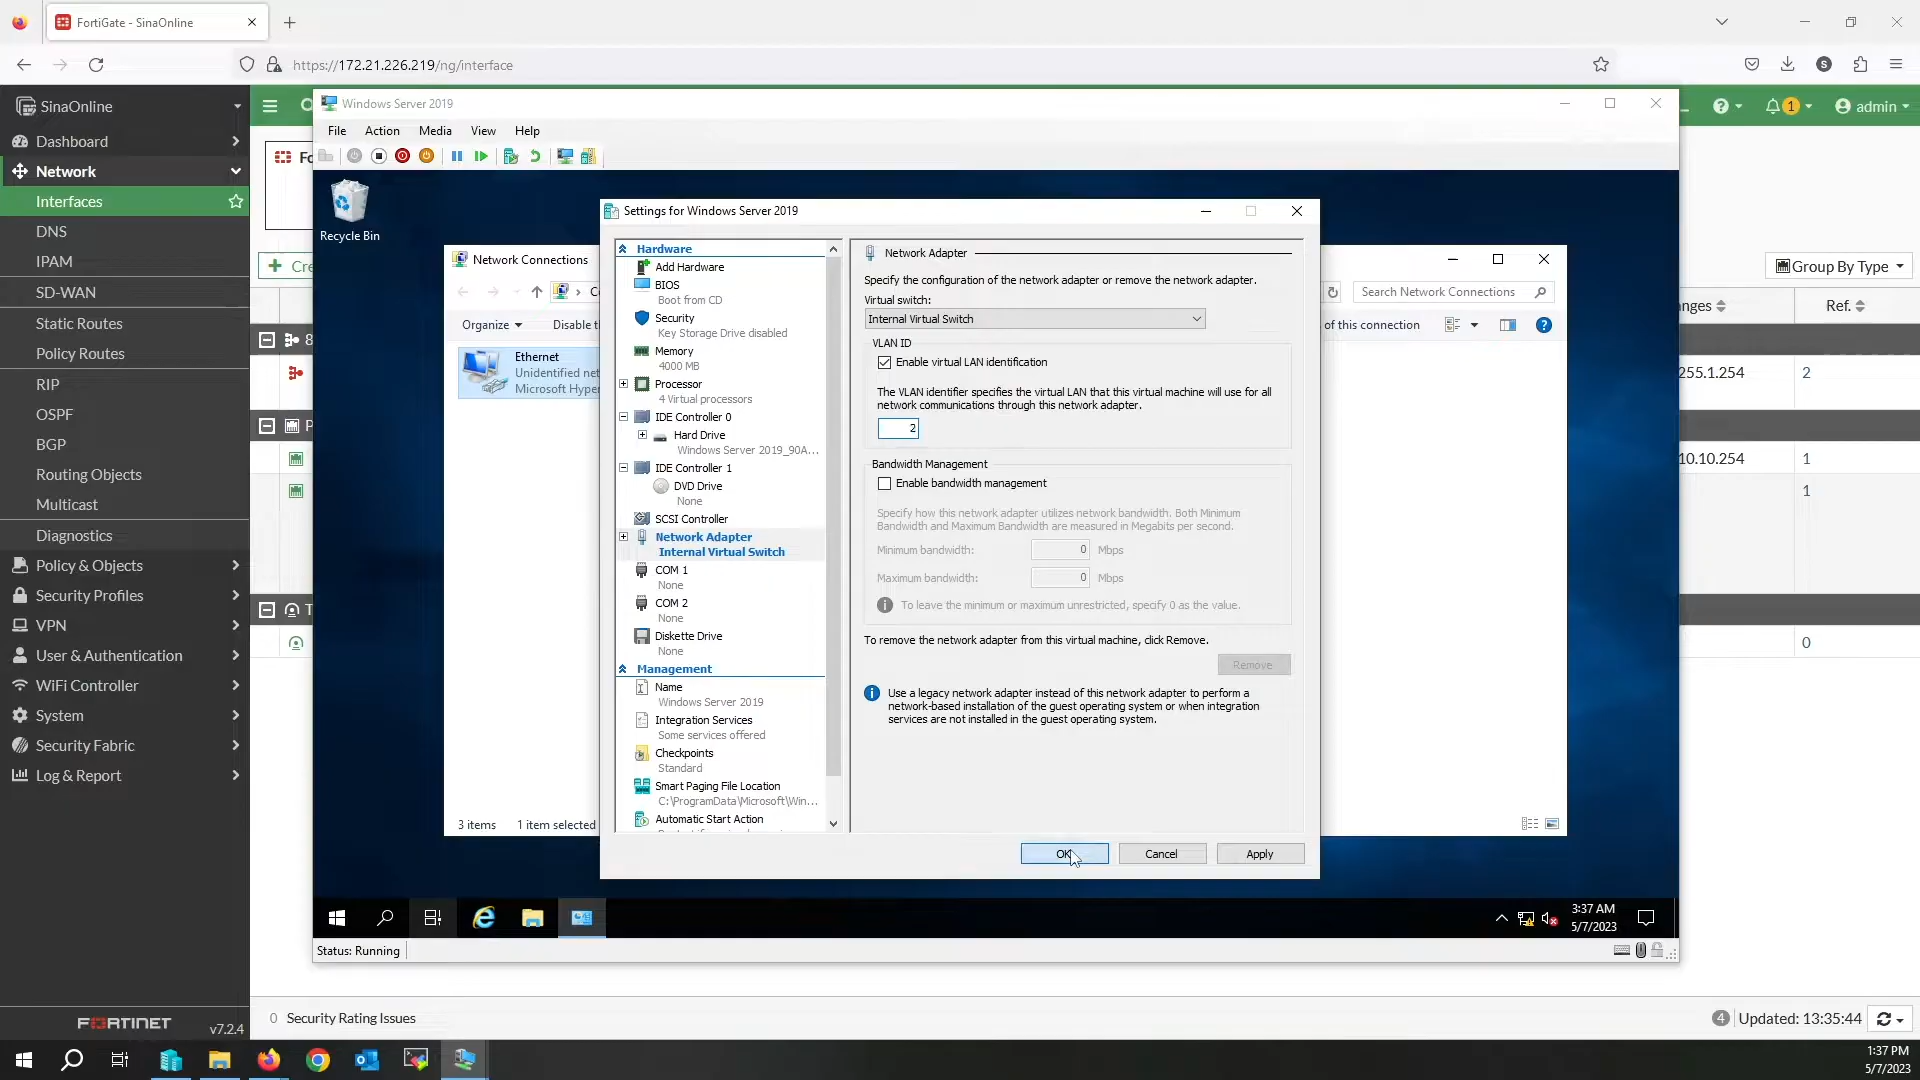 FortiGate - SinaOnline
https://172.21.226.219/ng/interface
SinaOnline
Dashboard
Network
Interfaces
DNS
IPAM
SD-WAN
Static Routes
Policy Routes
RIP
OSPF
BGP
Routing Objects
Multicast
Diagnostics
Policy & Objects
Security Profiles
VPN
User & Authentication
WiFi Controller
System
Security Fabric
Log & Report
FORTINET
v7.2.4
1
admin
Group By Type
Ref.
255.1.254
2
10.10.254
1
1
0
0 Security Rating Issues
4 Updated: 13:35:44
Windows Server 2019
File Action Media View Help
Recycle Bin
Network Connections
Search Network Connections
Organize
of this connection
Ethernet
3 items 1 item selected
Settings for Windows Server 2019
Hardware
Add Hardware
BIOS
Boot from CD
Security
Key Storage Drive disabled
Memory
4000 MB
Processor
4 Virtual processors
IDE Controller 0
Hard Drive
Windows Server 2019_90A...
IDE Controller 1
DVD Drive
None
SCSI Controller
Network Adapter
Internal Virtual Switch
COM 1
None
COM 2
None
Diskette Drive
None
Management
Name
Windows Server 2019
Integration Services
Some services offered
Checkpoints
Standard
Smart Paging File Location
C:\ProgramData\Microsoft\Win...
Automatic Start Action
Network Adapter
Specify the configuration of the network adapter or remove the network adapter.
Virtual switch:
Internal Virtual Switch
VLAN ID
Enable virtual LAN identification
The VLAN identifier specifies the virtual LAN that this virtual machine will use for all
network communications through this network adapter.
2
Bandwidth Management
Enable bandwidth management
Specify how this network adapter utilizes network bandwidth. Both Minimum
Bandwidth and Maximum Bandwidth are measured in Megabits per second.
Minimum bandwidth: 0 Mbps
Maximum bandwidth: 0 Mbps
To leave the minimum or maximum unrestricted, specify 0 as the value.
To remove the network adapter from this virtual machine, click Remove.
Remove
Use a legacy network adapter instead of this network adapter to perform a
network-based installation of the guest operating system or when integration
services are not installed in the guest operating system.
OK Cancel Apply
3:37 AM
5/7/2023
Status: Running
1:37 PM
5/7/2023